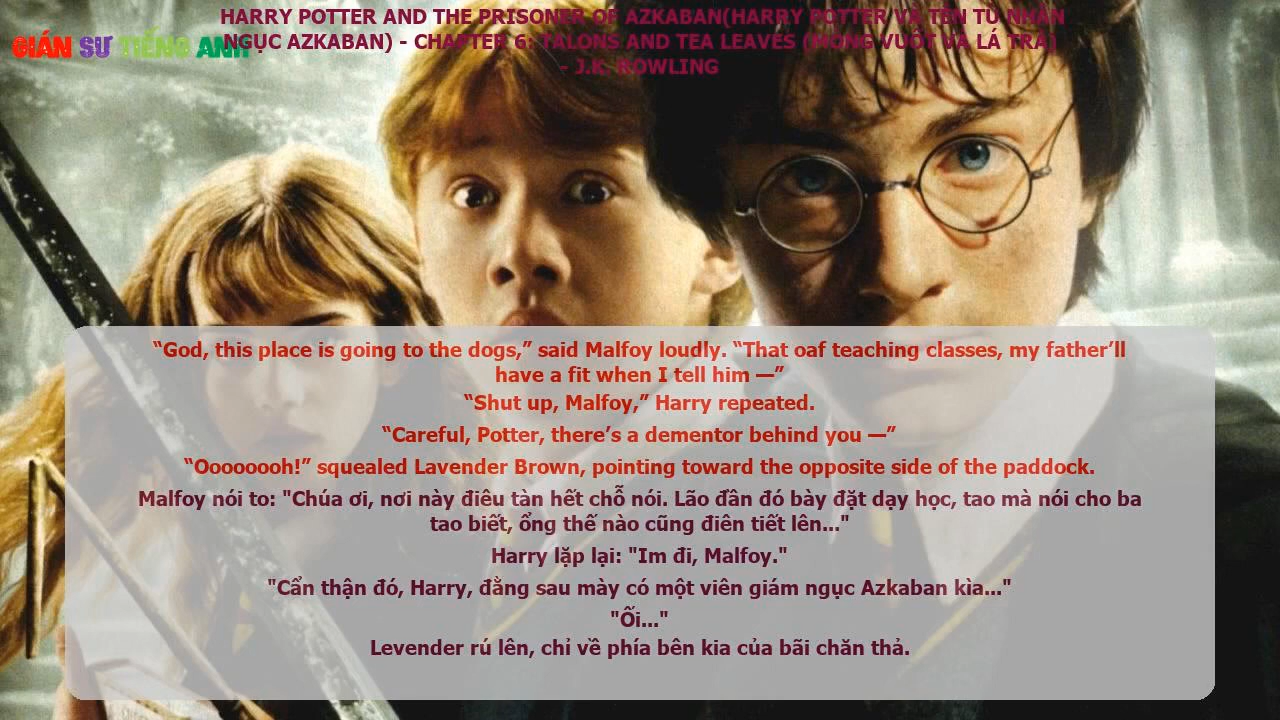 HARRY POTTER AND THE PRISONER OF AZKABAN(HARRY POTTER VÀ TÊN TÙ NHÂN
NGỤC AZKABAN) - CHAPTER 6: TALONS AND TEA LEAVES (MÓNG VUỐT VÀ LÁ TRÀ)
- J.K. ROWLING
GIÁN SƯ TIẾNG ANH
“God, this place is going to the dogs,” said Malfoy loudly. “That oaf teaching classes, my father’ll
have a fit when I tell him —”
“Shut up, Malfoy,” Harry repeated.
“Careful, Potter, there’s a dementor behind you —”
“Oooooooh!” squealed Lavender Brown, pointing toward the opposite side of the paddock.
Malfoy nói to: "Chúa ơi, nơi này điêu tàn hết chỗ nói. Lão đần đó bày đặt dạy học, tao mà nói cho ba
tao biết, ổng thế nào cũng điên tiết lên..."
Harry lặp lại: "Im đi, Malfoy."
"Cẩn thận đó, Harry, đằng sau mày có một viên giám ngục Azkaban kìa..."
"Ối..."
Levender rú lên, chỉ về phía bên kia của bãi chăn thả.